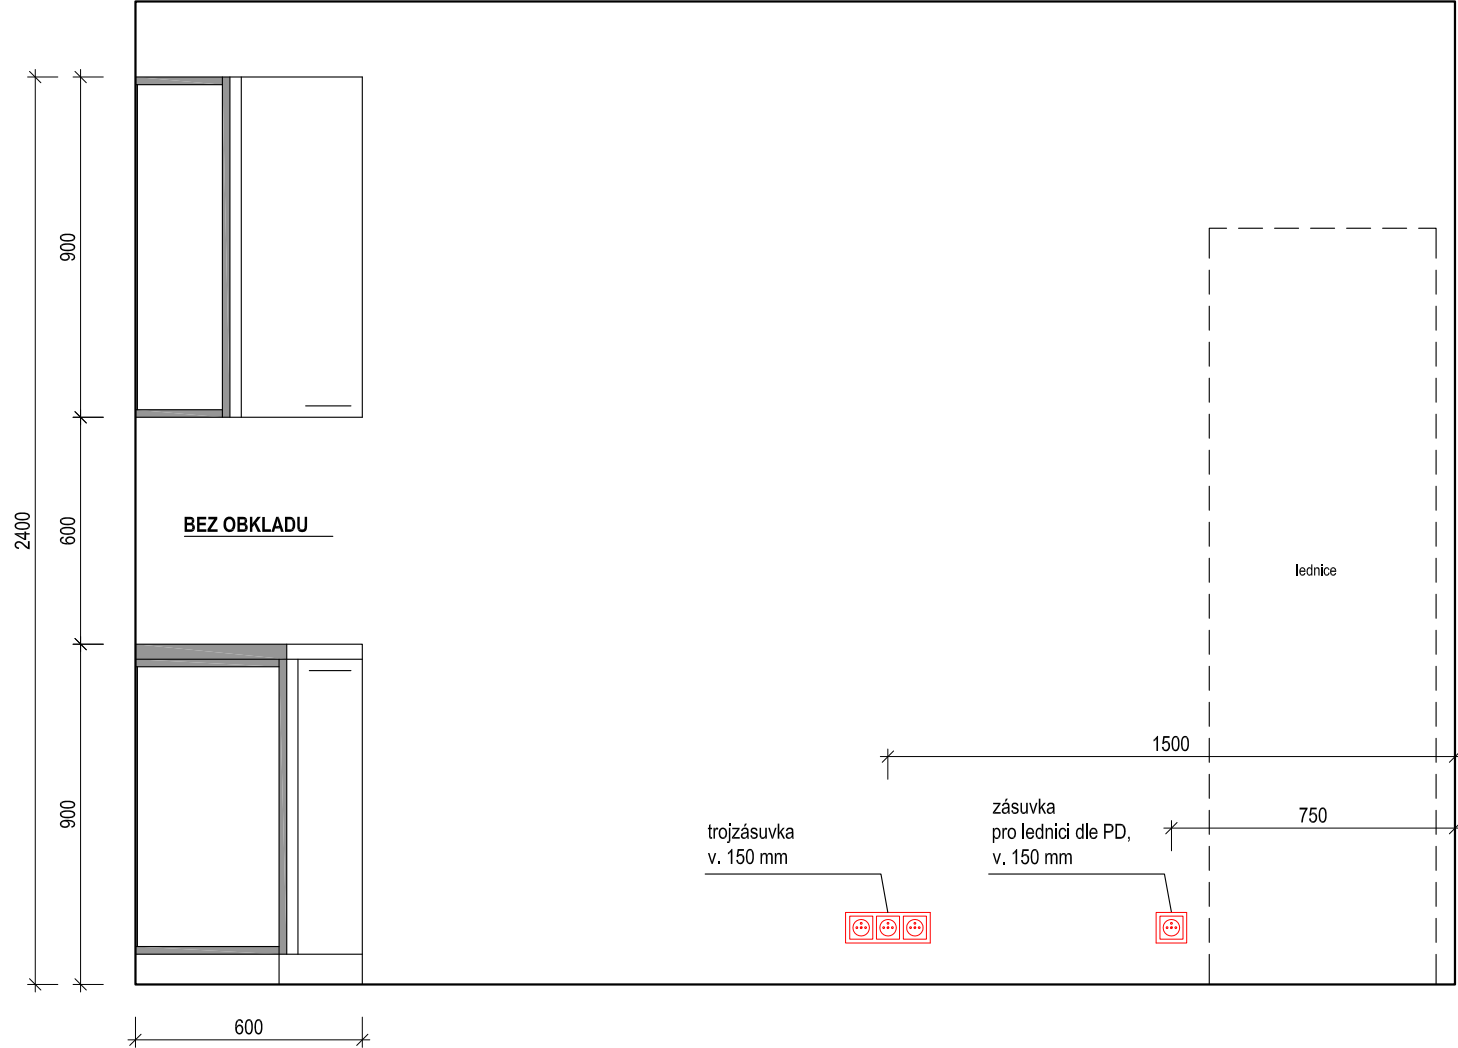 900
2400
600
BEZ OBKLADU
lednice
1500
750
900
trojzásuvka
v. 150 mm
zásuvka
pro lednici dle PD,
v. 150 mm
600